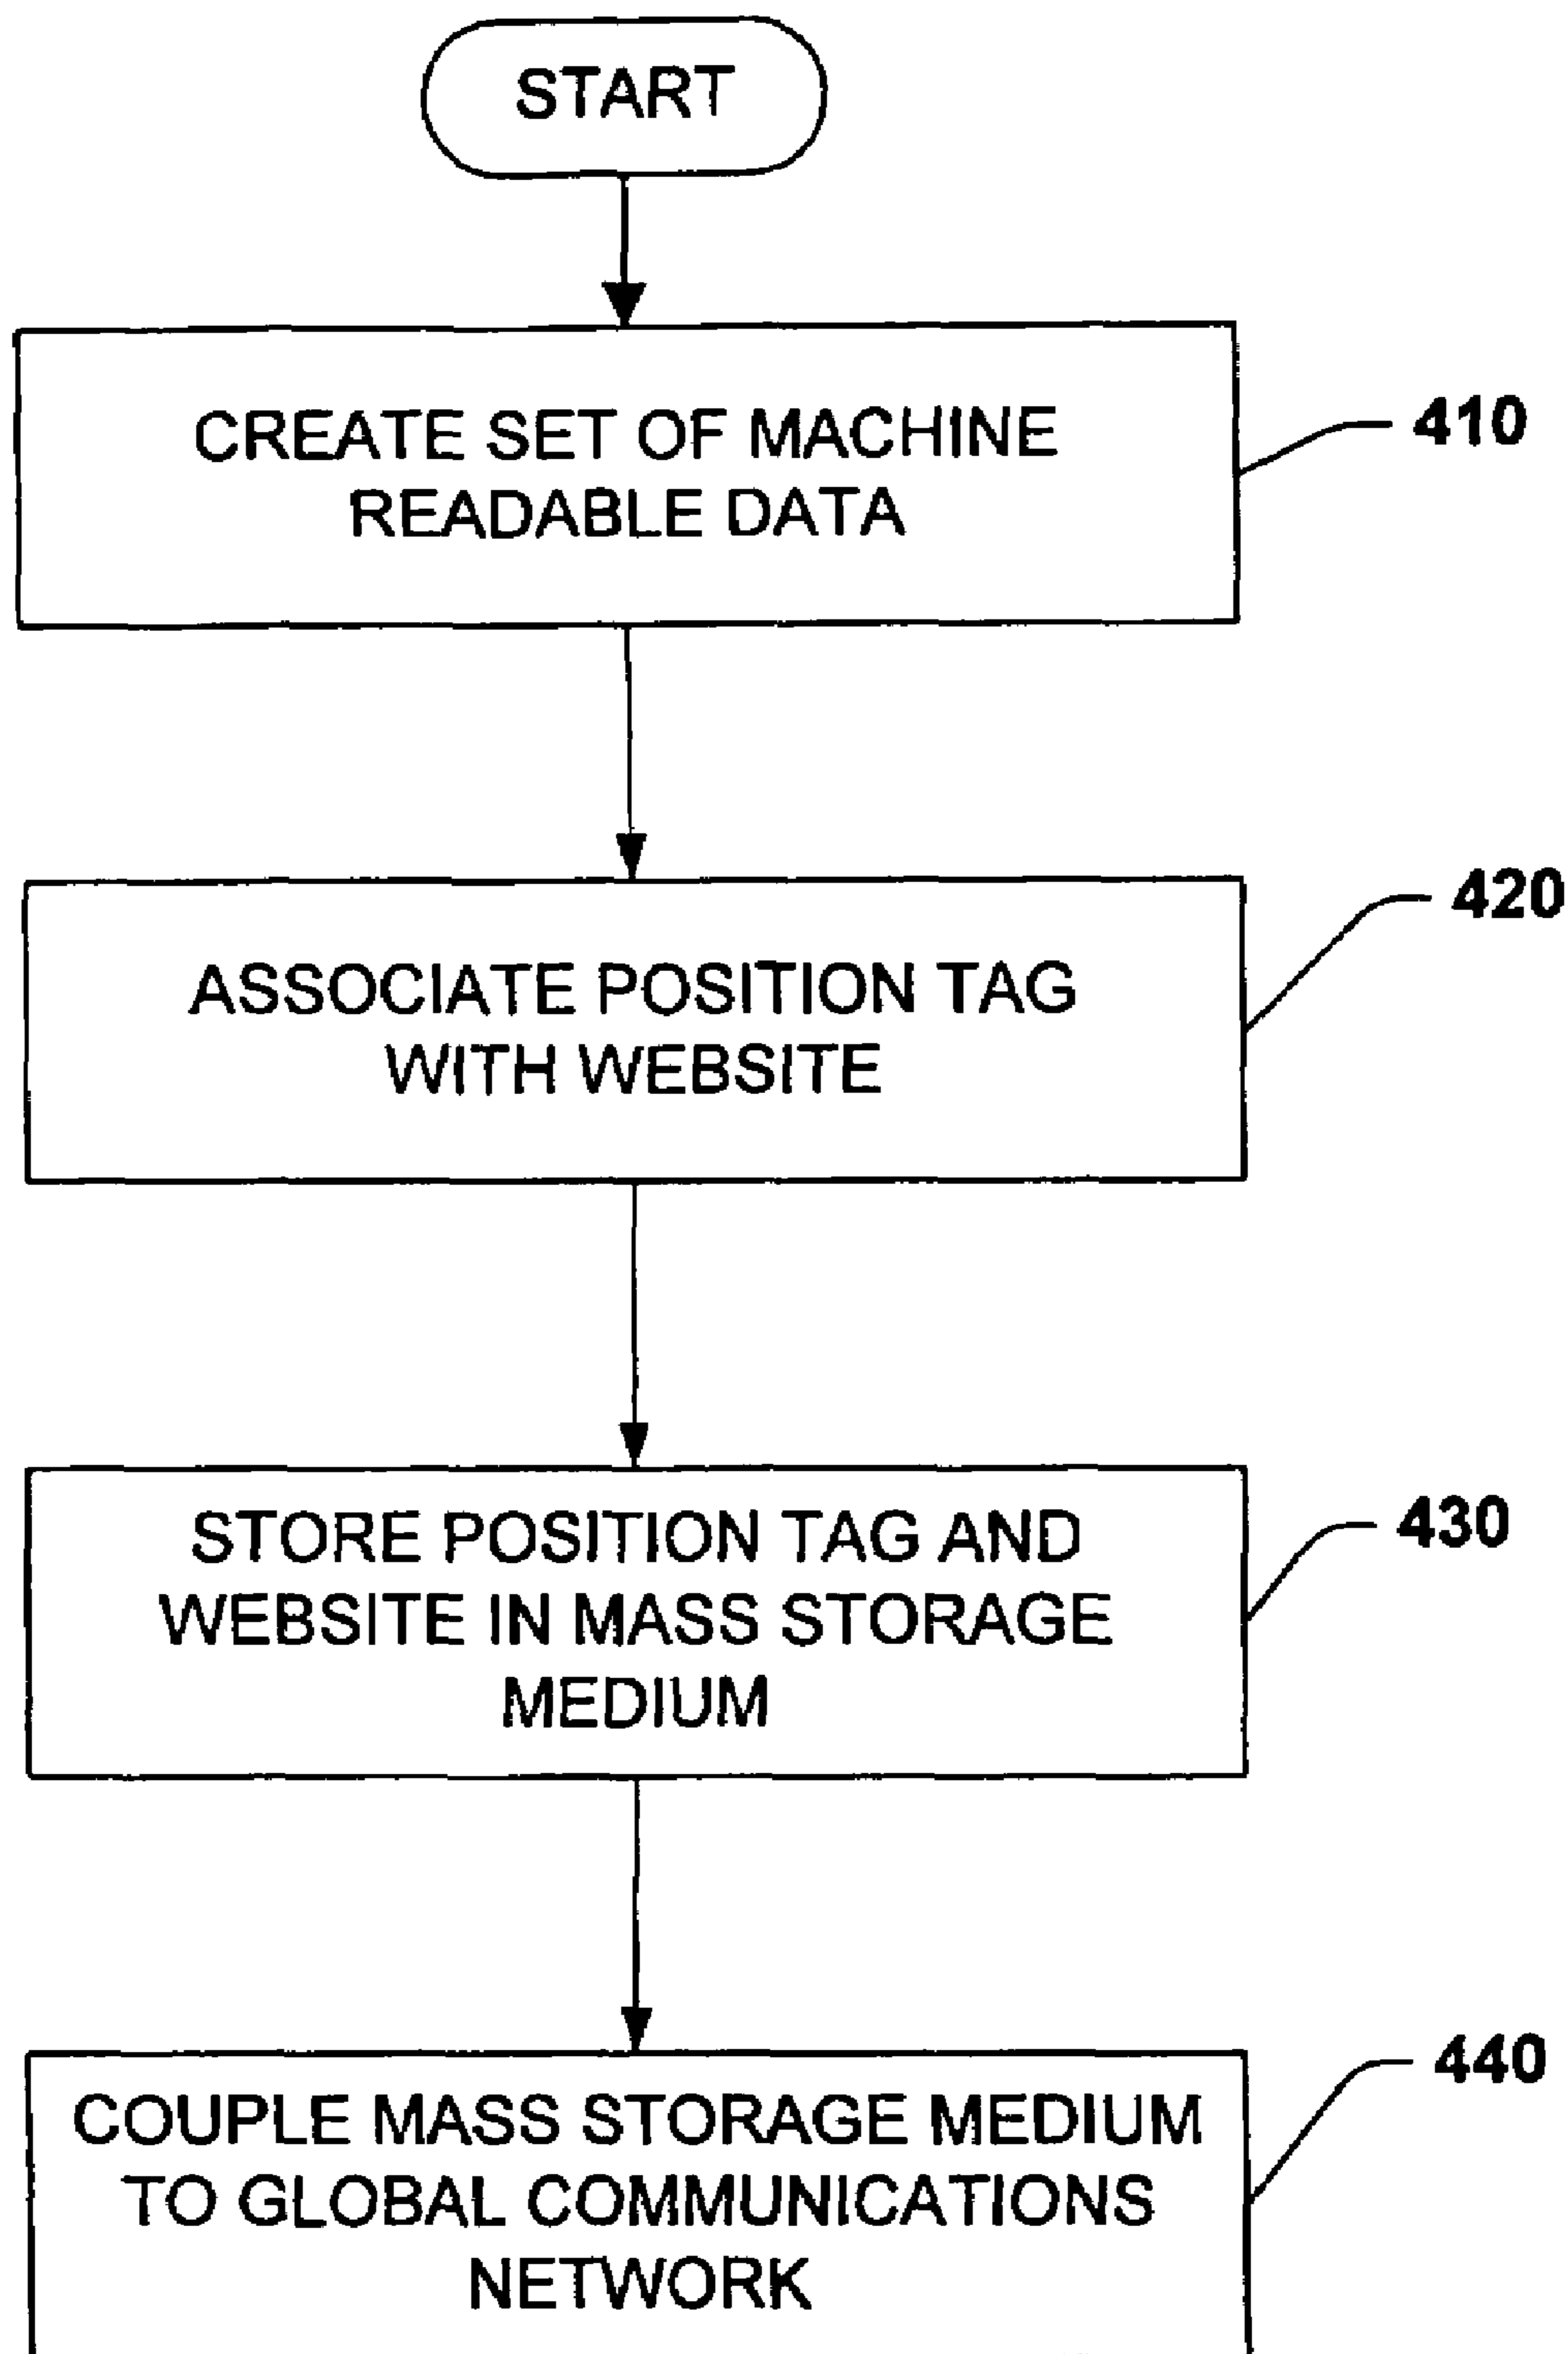 START
CREATE SET OF MACHINE
READABLE DATA
410
ASSOCIATE POSITION TAG
WITH WEBSITE
420
STORE POSITION TAG AND
WEBSITE IN MASS STORAGE
MEDIUM
430
COUPLE MASS STORAGE MEDIUM
TO GLOBAL COMMUNICATIONS
NETWORK
440